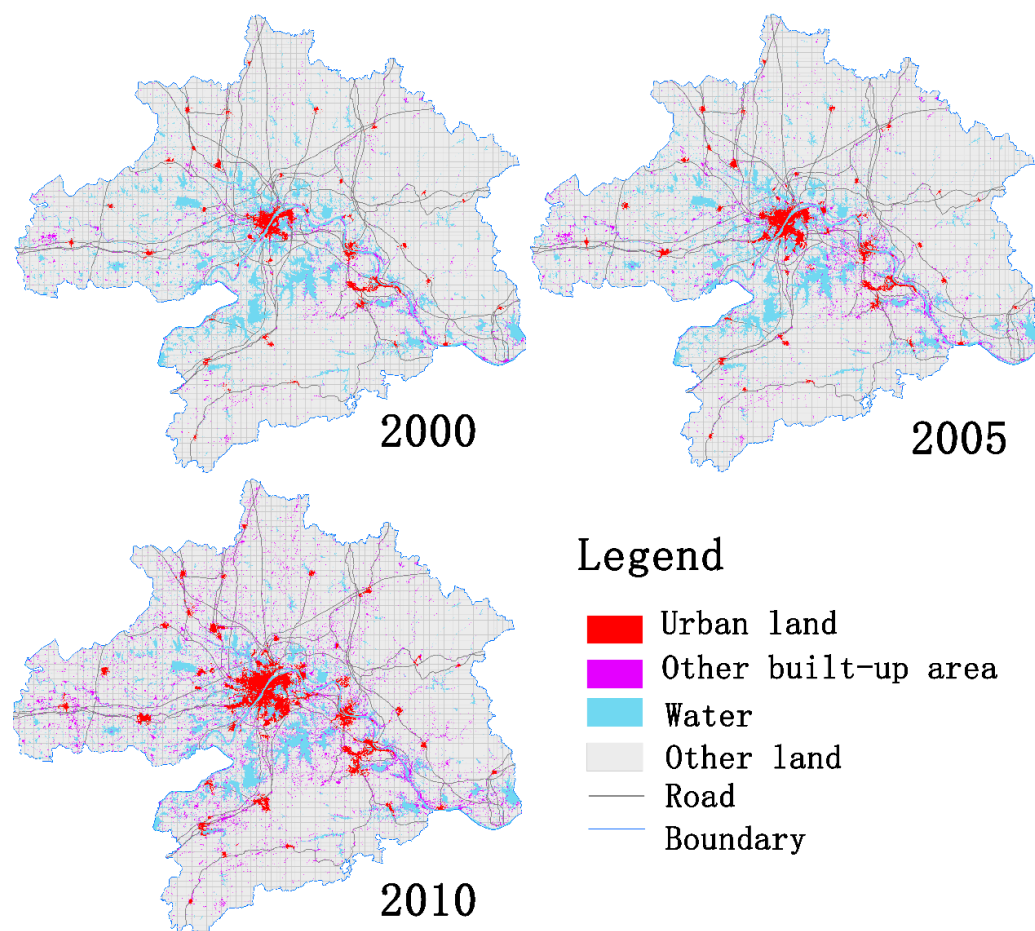 2000
2005
2010
Legend
Urban land
Other built-up area
Water
Other land
Road
Boundary